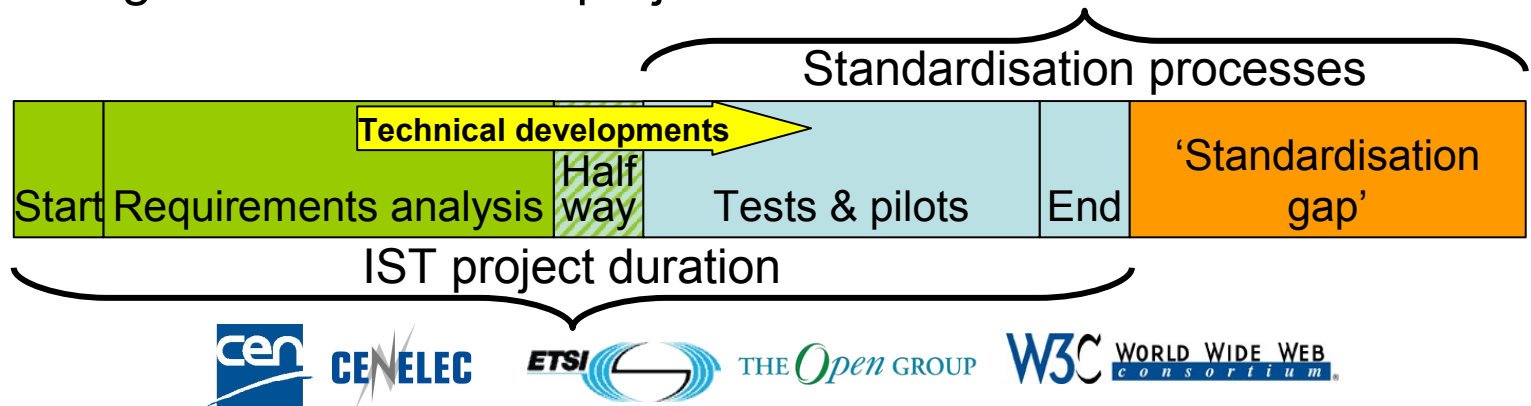 Standardisation processes
Technical developments
Start
Requirements analysis
Half
way
Tests & pilots
End
‘Standardisation
gap’
IST project duration
cen
CENELEC
ETSI
THE Open GROUP
W3C WORLD WIDE WEB
consortium